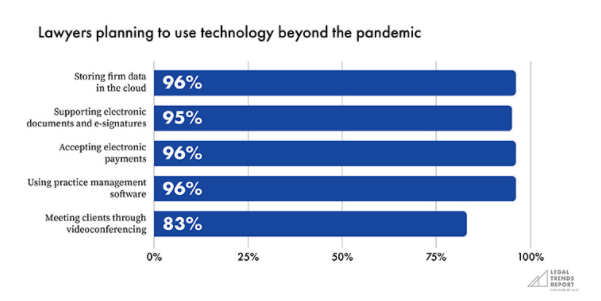 Lawyers planning to use technology beyond the pandemic
Storing firm data
in the cloud
96%
Supporting electronic
documents and e-signatures
95%
Accepting electronic
payments
96%
Using practice management
software
96%
Meeting clients through
videoconferencing
83%
0% 25% 50% 75% 100%
LEGAL
TRENDS
REPORT